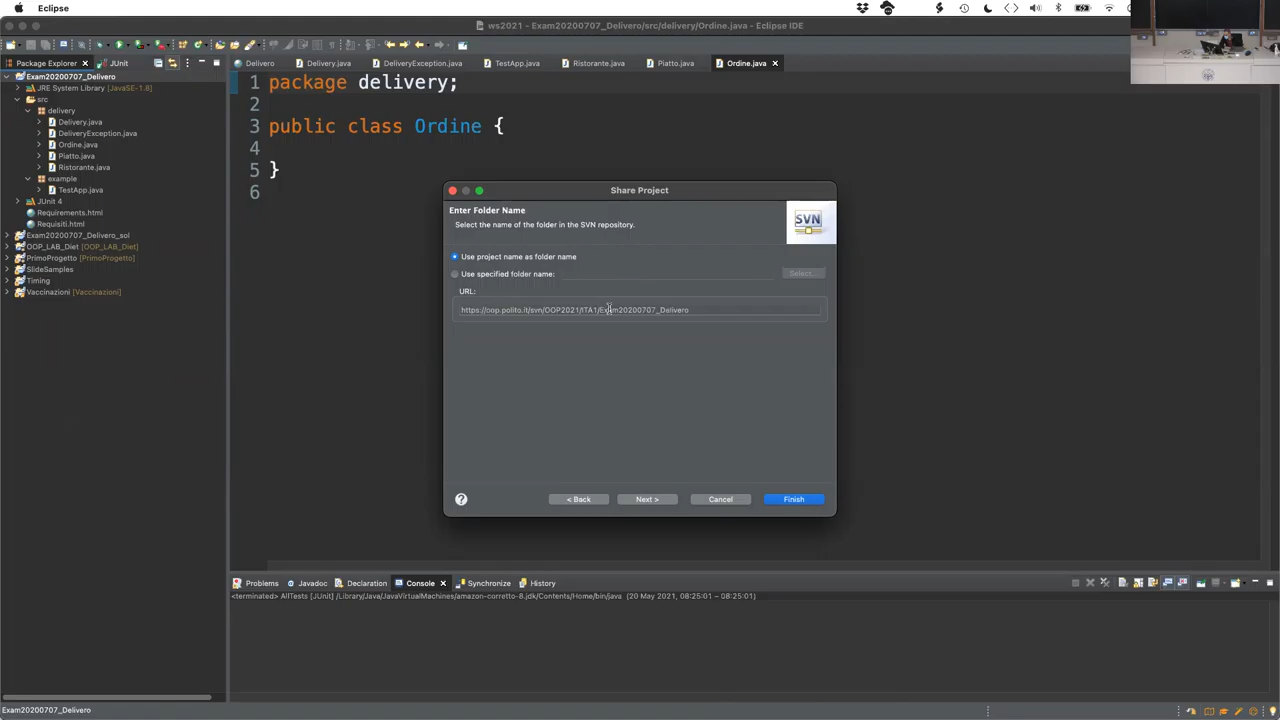 Eclipse
ws2021 - Exam20200707_Delivero/src/delivery/Ordine.java - Eclipse IDE
Package Explorer
JUnit
Delivero
Delivery.java
DeliveryException.java
TestApp.java
Ristorante.java
Piatto.java
Ordine.java
Exam20200707_Delivero
JRE System Library [JavaSE-1.8]
src
delivery
Delivery.java
DeliveryException.java
Ordine.java
Piatto.java
Ristorante.java
example
TestApp.java
JUnit 4
Requirements.html
Requisiti.html
Exam20200707_Delivero_sol
OOP_LAB_Diet [OOP_LAB_Diet]
PrimoProgetto [PrimoProgetto]
SlideSamples
Timing
Vaccinazioni [Vaccinazioni]
1 package delivery;
2
3 public class Ordine {
4
5 }
6
Share Project
Enter Folder Name
Select the name of the folder in the SVN repository.
SVN
Use project name as folder name
Use specified folder name:
Select...
URL:
https://oop.polito.it/svn/OOP2021/ITA1/Exam20200707_Delivero
?
< Back
Next >
Cancel
Finish
Problems
Javadoc
Declaration
Console
Synchronize
History
<terminated> AllTests [JUnit] /Library/Java/JavaVirtualMachines/amazon-corretto-8.jdk/Contents/Home/bin/java (20 May 2021, 08:25:01 – 08:25:01)
Exam20200707_Delivero